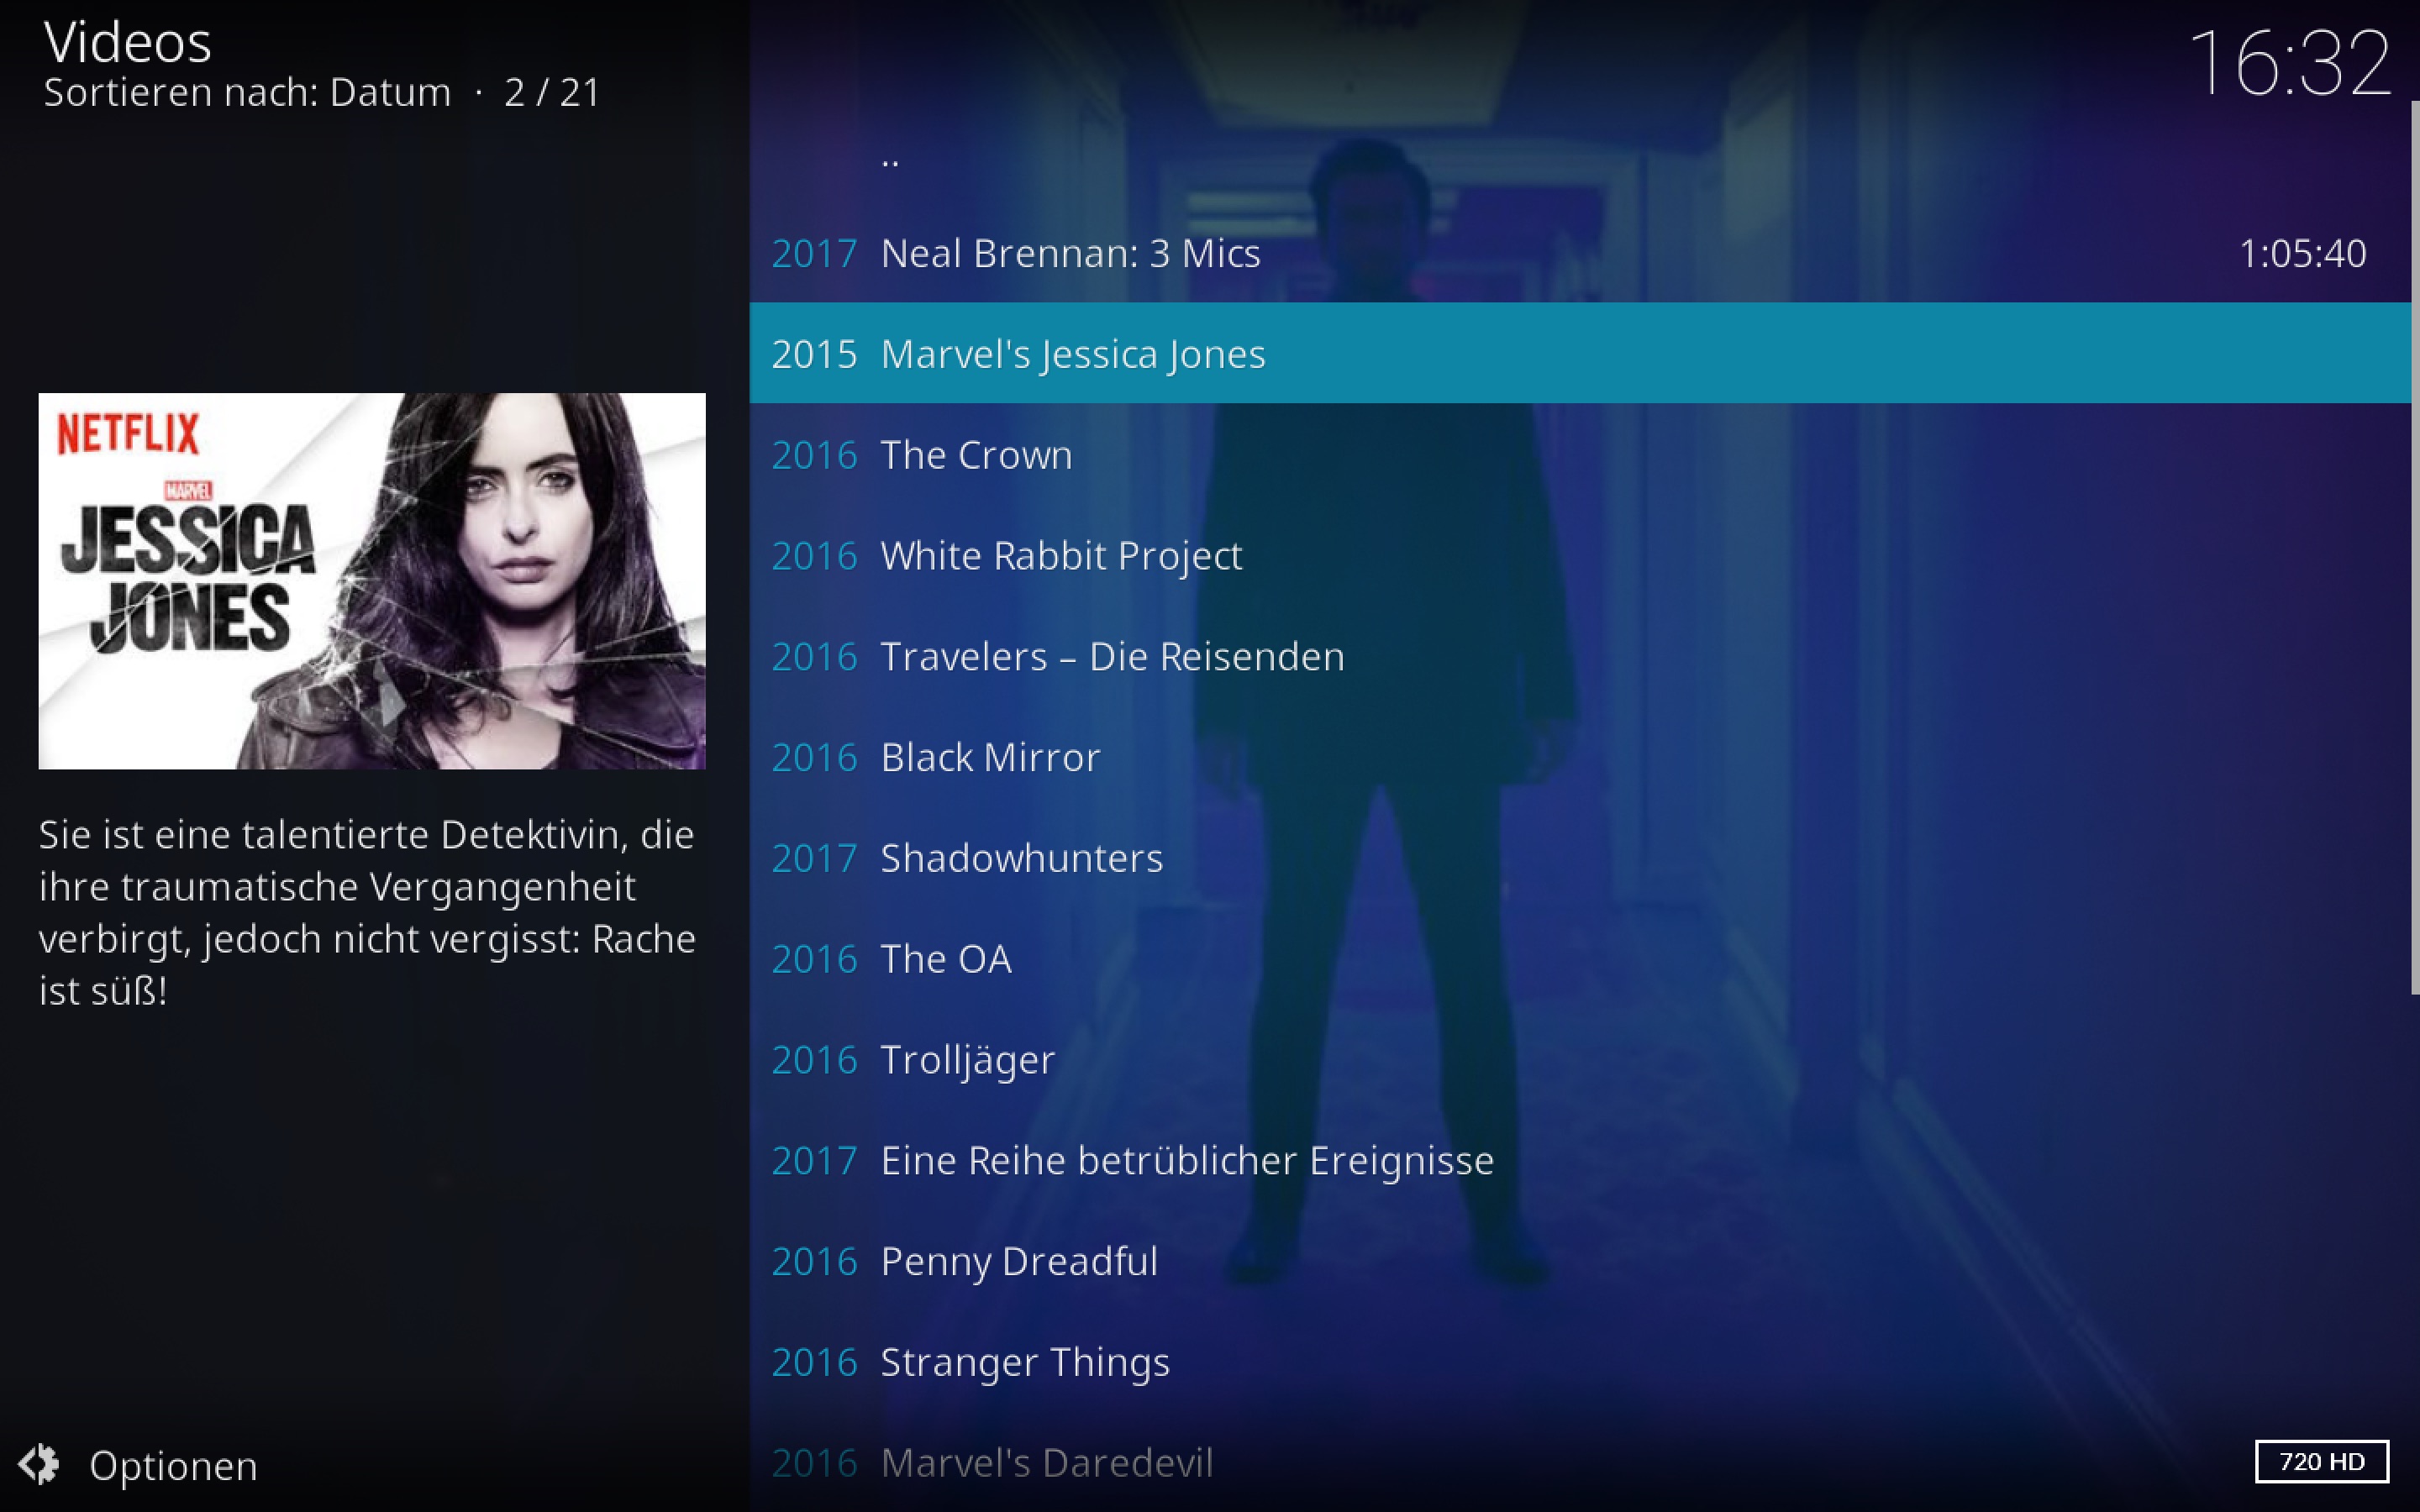 Videos
Sortieren nach: Datum · 2 / 21
16:32
..
2017 Neal Brennan: 3 Mics 1:05:40
2015 Marvel's Jessica Jones
2016 The Crown
2016 White Rabbit Project
2016 Travelers – Die Reisenden
2016 Black Mirror
2017 Shadowhunters
2016 The OA
2016 Trolljäger
2017 Eine Reihe betrüblicher Ereignisse
2016 Penny Dreadful
2016 Stranger Things
2016 Marvel's Daredevil
NETFLIX
MARVEL
JESSICA
JONES
Sie ist eine talentierte Detektivin, die
ihre traumatische Vergangenheit
verbirgt, jedoch nicht vergisst: Rache
ist süß!
Optionen
720 HD